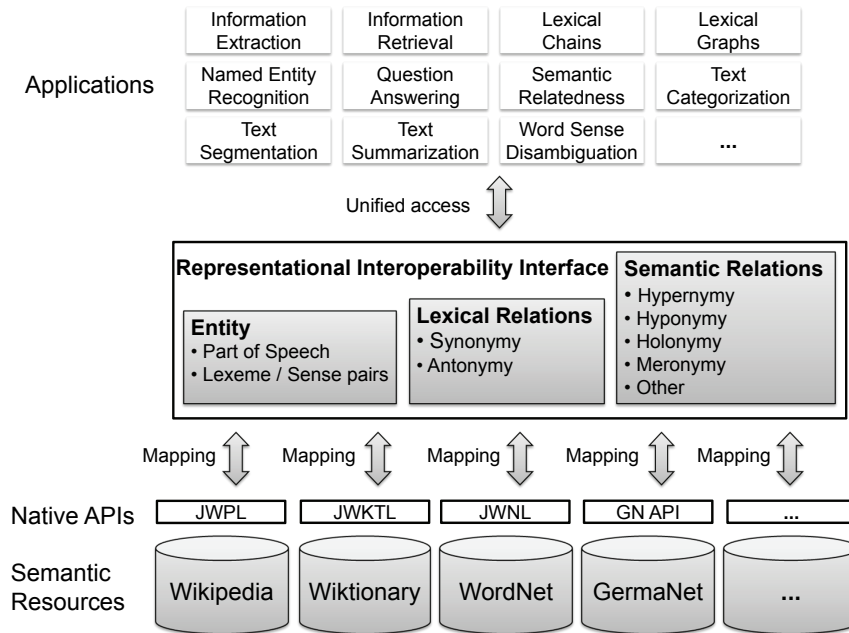 Applications
Information
Extraction
Information
Retrieval
Lexical
Chains
Lexical
Graphs
Named Entity
Recognition
Question
Answering
Semantic
Relatedness
Text
Categorization
Text
Segmentation
Text
Summarization
Word Sense
Disambiguation
...
Unified access
Representational Interoperability Interface
Entity
• Part of Speech
• Lexeme / Sense pairs
Lexical Relations
• Synonymy
• Antonymy
Semantic Relations
• Hypernymy
• Hyponymy
• Holonymy
• Meronymy
• Other
Mapping
Mapping
Mapping
Mapping
Mapping
Native APIs
JWPL
JWKTL
JWNL
GN API
...
Semantic
Resources
Wikipedia
Wiktionary
WordNet
GermaNet
...